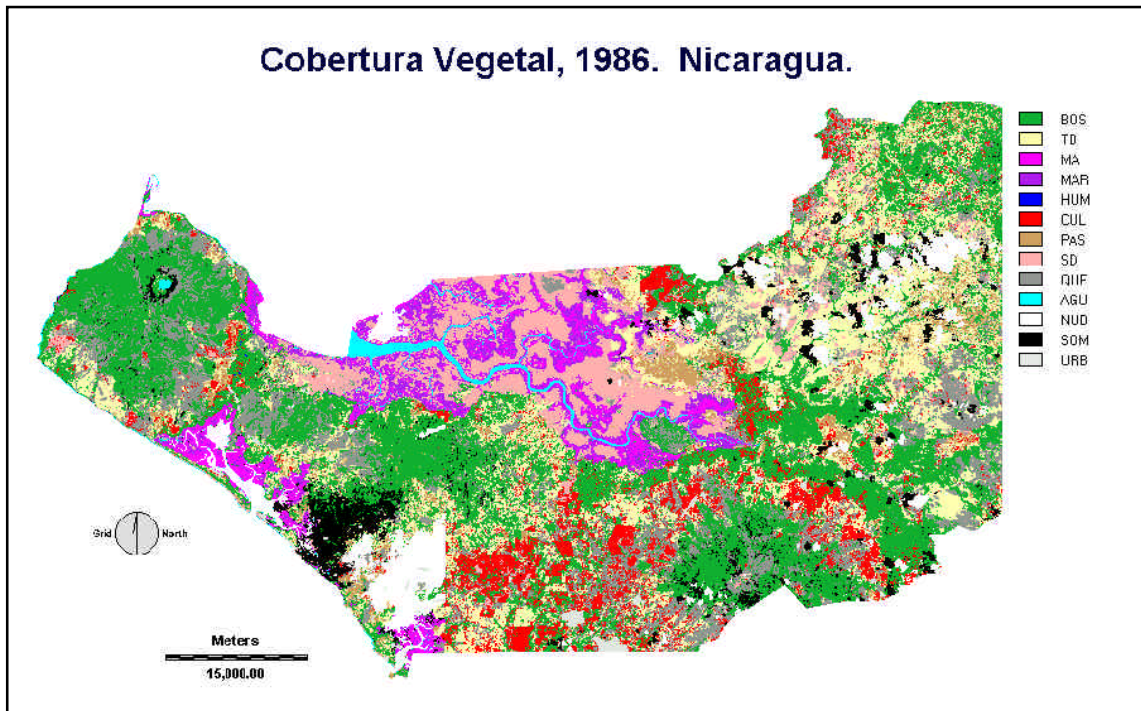 Cobertura Vegetal, 1986. Nicaragua.
BOS
TD
MA
MAR
HUM
CUL
PAS
SD
QUE
AGU
NUD
SOM
URB
Grid North
Meters
15,000.00